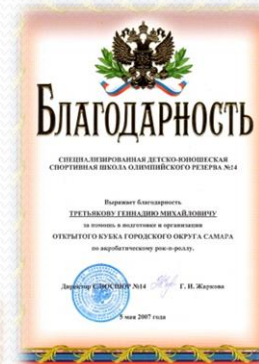 БЛАГОДАРНОСТЬ
СПЕЦИАЛИЗИРОВАННАЯ ДЕТСКО-ЮНОШЕСКАЯ
СПОРТИВНАЯ ШКОЛА ОЛИМПИЙСКОГО РЕЗЕРВА №14
Выражает благодарность
ТРЕТЬЯКОВУ ГЕННАДИЮ МИХАЙЛОВИЧУ
за помощь в подготовке и организации
ОТКРЫТОГО КУБКА ГОРОДСКОГО ОКРУГА САМАРА
по акробатическому рок-н-роллу.
Директор СДЮСШОР №14 Г. И. Жаркова
5 мая 2007 года